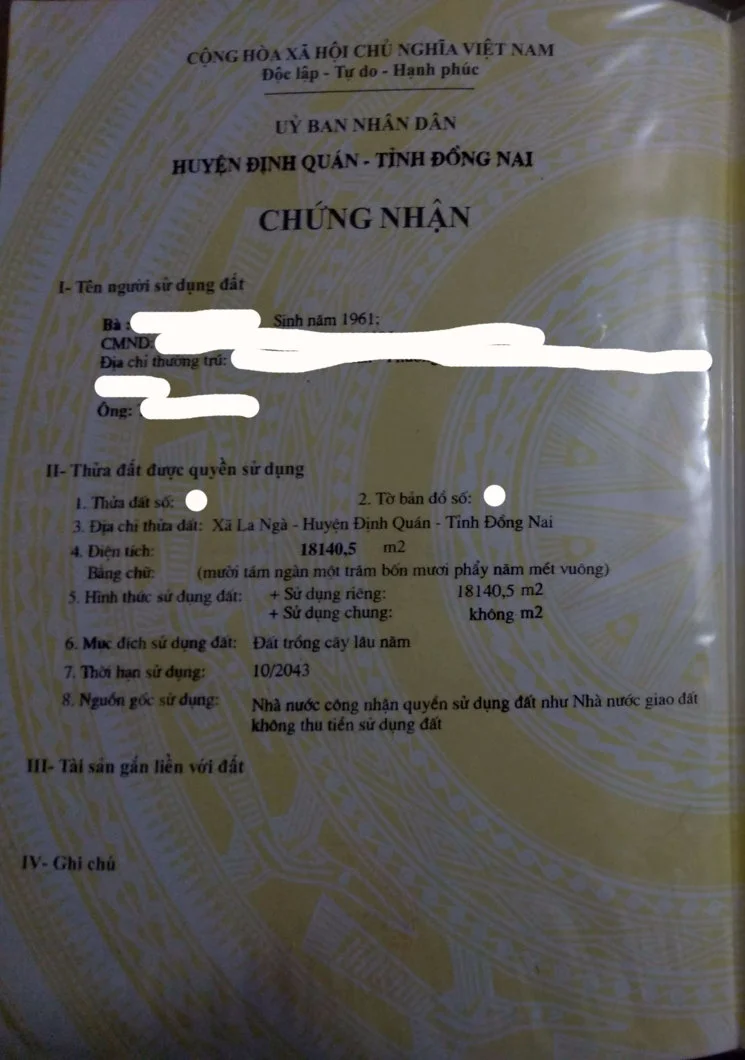 CỘNG HÒA XÃ HỘI CHỦ NGHĨA VIỆT NAM
Độc lập - Tự do - Hạnh phúc
UỶ BAN NHÂN DÂN
HUYỆN ĐỊNH QUÁN - TỈNH ĐỒNG NAI
CHỨNG NHẬN
I- Tên người sử dụng đất
Bà : Sinh năm 1961;
CMND:
Địa chỉ thường trú:
Ông:
II- Thửa đất được quyền sử dụng
1. Thửa đất số: 2. Tờ bản đồ số:
3. Địa chỉ thửa đất: Xã La Ngà - Huyện Định Quán - Tỉnh Đồng Nai
4. Diện tích: 18140,5 m2
Bằng chữ: (mười tám ngàn một trăm bốn mươi phẩy năm mét vuông)
5. Hình thức sử dụng đất: + Sử dụng riêng: 18140,5 m2
+ Sử dụng chung: không m2
6. Mục đích sử dụng đất: Đất trồng cây lâu năm
7. Thời hạn sử dụng: 10/2043
8. Nguồn gốc sử dụng: Nhà nước công nhận quyền sử dụng đất như Nhà nước giao đất
không thu tiền sử dụng đất
III- Tài sản gắn liền với đất
IV- Ghi chú